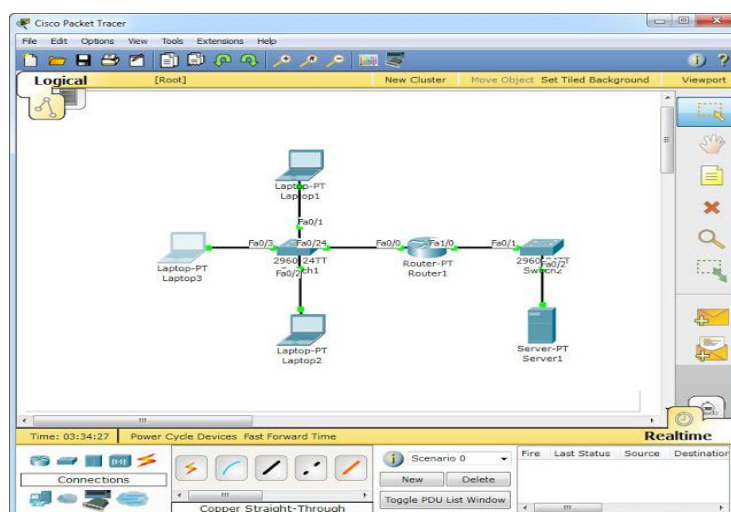 Cisco Packet Tracer
File Edit Options View Tools Extensions Help
Logical [Root] New Cluster Move Object Set Tiled Background Viewport
Laptop-PT
Laptop1
Fa0/1
Fa0/3 Fa0/24 Fa0/0 Fa1/0 Fa0/1
Laptop-PT
Laptop3
2960-24TT
Fa0/2
Router-PT
Router1
Fa0/2
Switch2
Laptop-PT
Laptop2
Server-PT
Server1
Time: 03:34:27 Power Cycle Devices Fast Forward Time Realtime
Scenario 0
Fire Last Status Source Destination
Connections
New Delete
Toggle PDU List Window
Copper Straight-Through